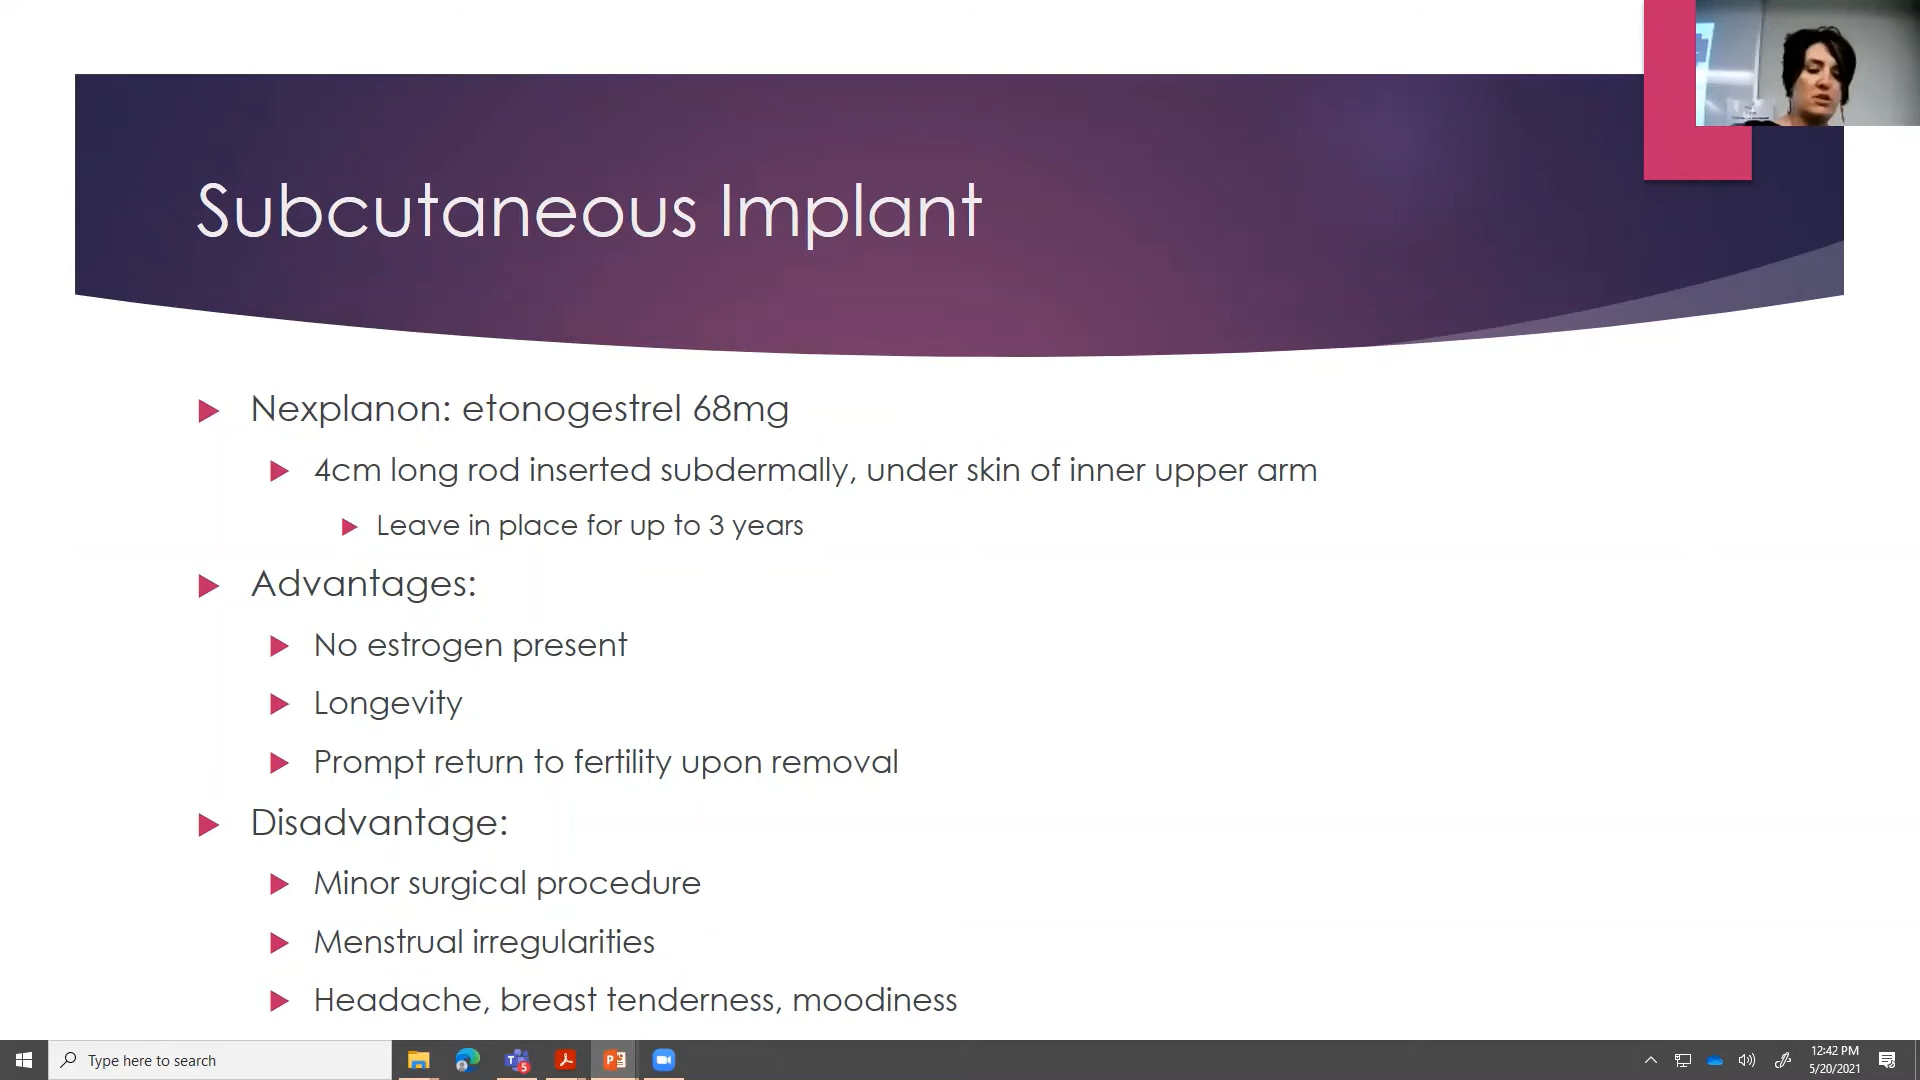 Subcutaneous Implant
Nexplanon: etonogestrel 68mg
4cm long rod inserted subdermally, under skin of inner upper arm
Leave in place for up to 3 years
Advantages:
No estrogen present
Longevity
Prompt return to fertility upon removal
Disadvantage:
Minor surgical procedure
Menstrual irregularities
Headache, breast tenderness, moodiness
Type here to search
5
12:42 PM
5/20/2021